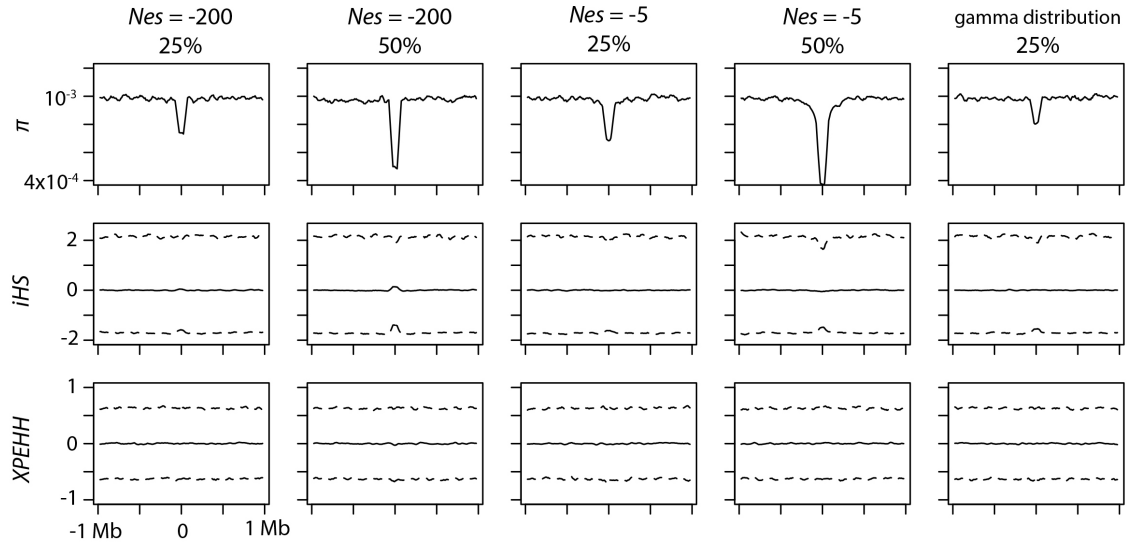 Nes = -200 Nes = -200 Nes = -5 Nes = -5 gamma distribution
25% 50% 25% 50% 25%
10⁻³
π
4x10⁻⁴
2
iHS 0
-2
1
XPEHH 0
-1
-1 Mb 0 1 Mb